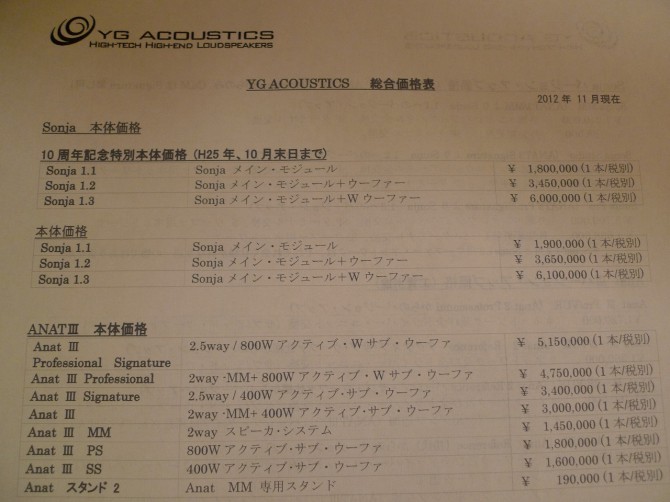 YG ACOUSTICS
HIGH-TECH HIGH-END LOUDSPEAKERS
YG ACOUSTICS 総合価格表
2012 年 11 月現在
Sonja 本体価格
10 周年記念特別本体価格 (H25 年、10 月末日まで)
Sonja 1.1 Sonja メイン・モジュール ¥ 1,800,000 (1 本/税別)
Sonja 1.2 Sonja メイン・モジュール＋ウーファー ¥ 3,450,000 (1 本/税別)
Sonja 1.3 Sonja メイン・モジュール＋W ウーファー ¥ 6,000,000 (1 本/税別)
本体価格
Sonja 1.1 Sonja メイン・モジュール ¥ 1,900,000 (1 本/税別)
Sonja 1.2 Sonja メイン・モジュール＋ウーファー ¥ 3,650,000 (1 本/税別)
Sonja 1.3 Sonja メイン・モジュール＋W ウーファー ¥ 6,100,000 (1 本/税別)
ANATⅢ 本体価格
Anat Ⅲ 2.5way / 800W アクティブ・W サブ・ウーファ ¥ 5,150,000 (1 本/税別)
Professional Signature
Anat Ⅲ Professional 2way ·MM+ 800W アクティブ・W サブ・ウーファ ¥ 4,750,000 (1 本/税別)
Anat Ⅲ Signature 2.5way / 400W アクティブ・サブ・ウーファ ¥ 3,400,000 (1 本/税別)
Anat Ⅲ 2way ·MM+ 400W アクティブ・サブ・ウーファ ¥ 3,000,000 (1 本/税別)
Anat Ⅲ MM 2way スピーカ・システム ¥ 1,450,000 (1 本/税別)
Anat Ⅲ PS 800W アクティブ・サブ・ウーファ ¥ 1,800,000 (1 本/税別)
Anat Ⅲ SS 400W アクティブ・サブ・ウーファ ¥ 1,600,000 (1 本/税別)
Anat スタンド 2 Anat MM 専用スタンド ¥ 190,000 (1 本/税別)